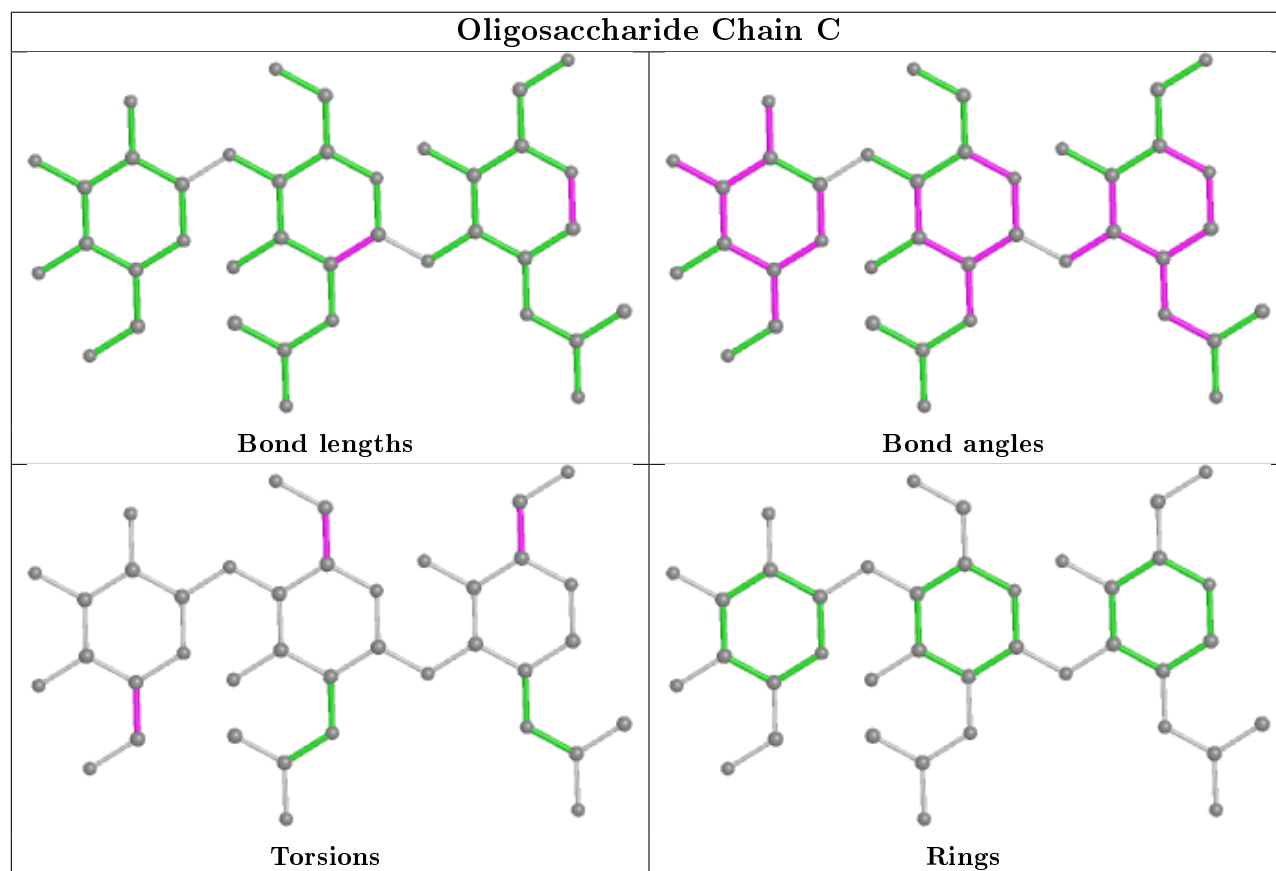 Oligosaccharide Chain C
Bond lengths
Bond angles
Torsions
Rings